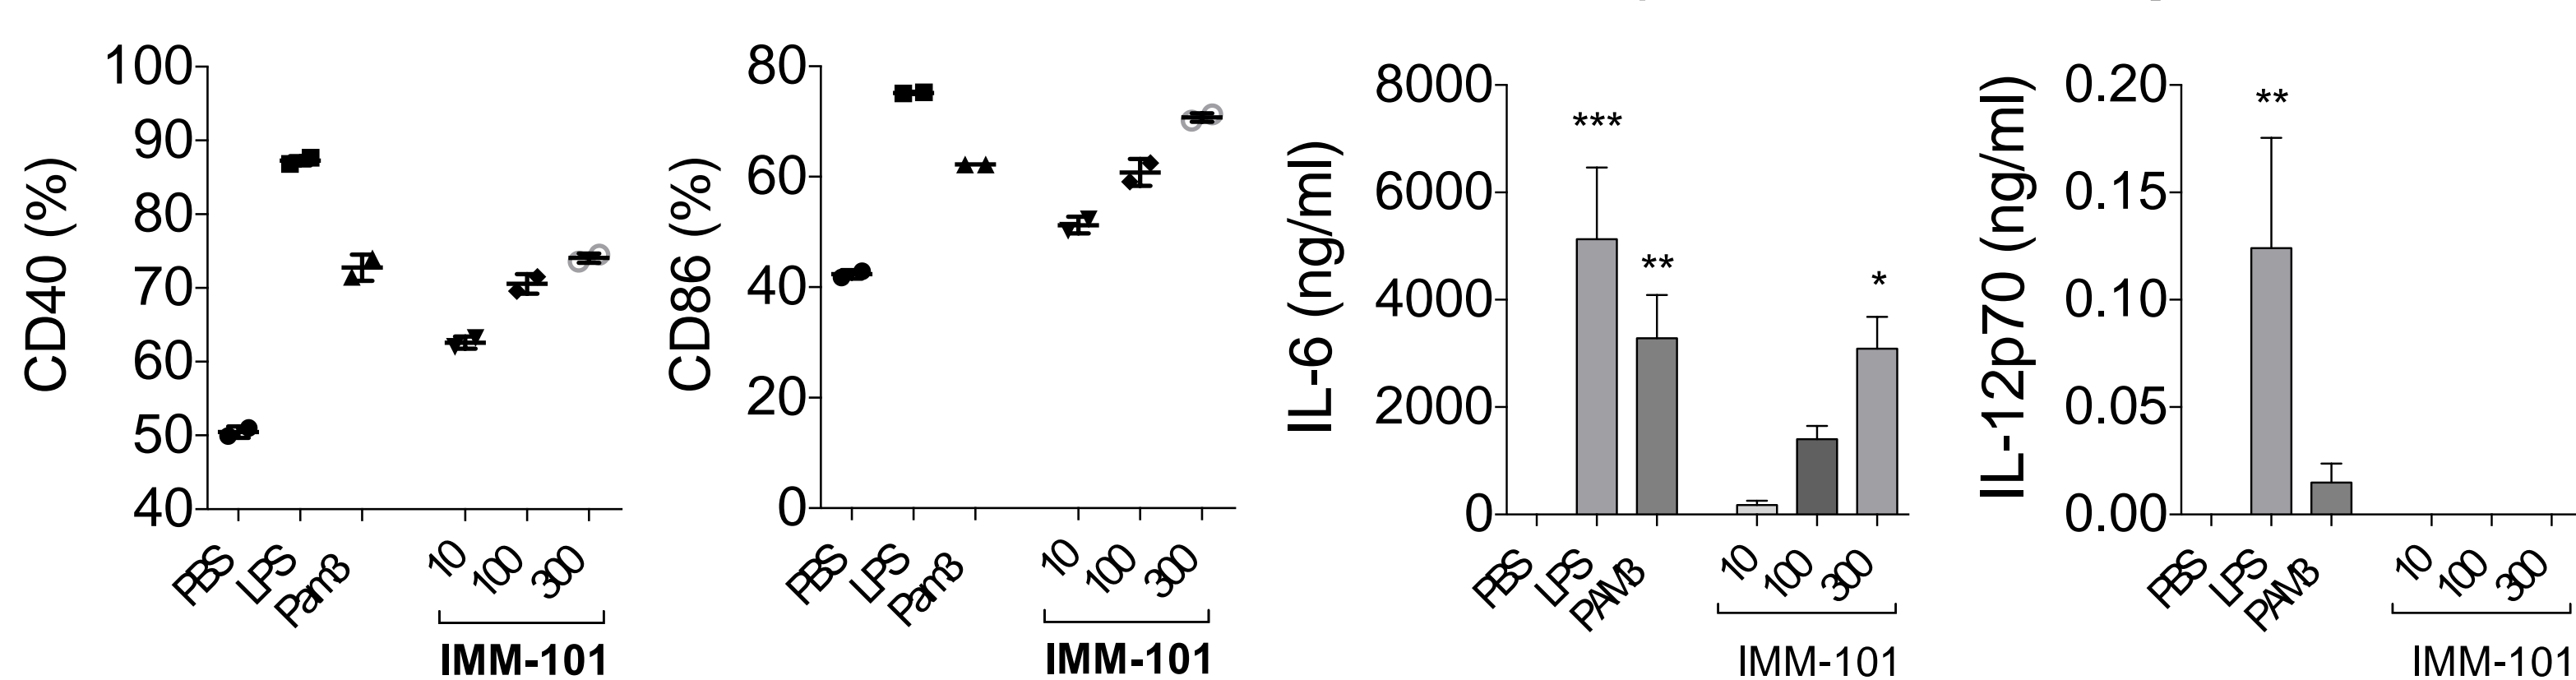 CD40 (%)
100
90
80
70
60
50
40
PBS
LPS
Pam3
10
100
300
IMM-101
CD86 (%)
80
60
40
20
0
PBS
LPS
Pam3
10
100
300
IMM-101
IL-6 (ng/ml)
8000
6000
4000
2000
0
***
**
*
PBS
LPS
PAM3
10
100
300
IMM-101
IL-12p70 (ng/ml)
0.20
0.15
0.10
0.05
0.00
**
PBS
LPS
PAM3
10
100
300
IMM-101